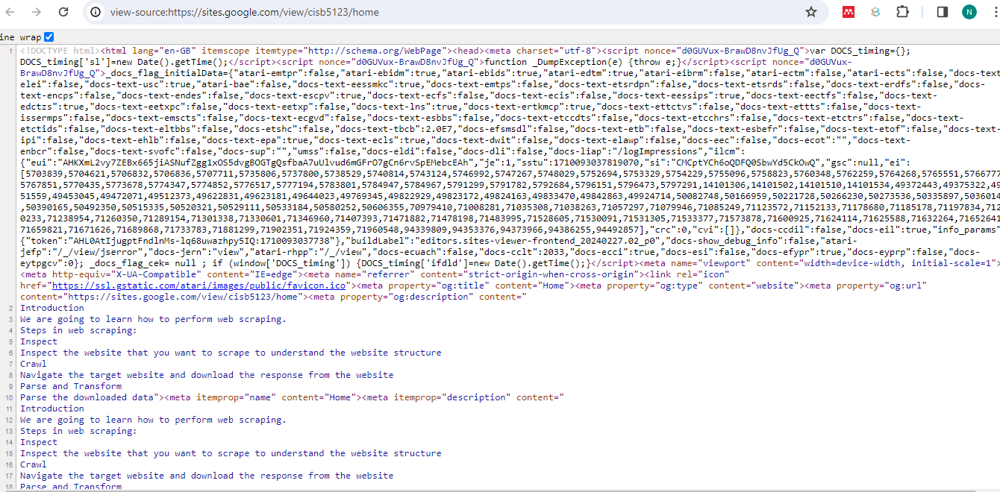 view-source:https://sites.google.com/view/cisb5123/home
N
ine wrap
1 <!DOCTYPE html><html lang="en-GB" itemscope itemtype="http://schema.org/WebPage"><head><meta charset="utf-8"><script nonce="d0GUVux-BrawD8nvJfUg_Q">var DOCS_timing={};
DOCS_timing['sl']=new Date().getTime();</script><script nonce="d0GUVux-BrawD8nvJfUg_Q">function _DumpException(e) {throw e;}</script><script nonce="d0GUVux-
BrawD8nvJfUg_Q">_docs_flag_initialData={"atari-emtpr":false,"atari-ebidm":true,"atari-ebids":true,"atari-edtm":true,"atari-eibrm":false,"atari-ectm":false,"atari-ects":false,"docs-text
elei":false,"docs-text-usc":true,"atari-bae":false,"docs-text-eessmkc":true,"docs-text-emtps":false,"docs-text-etsrdpn":false,"docs-text-etsrds":false,"docs-text-erdfs":false,"docs-
text-encps":false,"docs-text-endes":false,"docs-text-escpv":true,"docs-text-ecfs":false,"docs-text-ecis":false,"docs-text-eessips":true,"docs-text-eectfs":false,"docs-text-
edctzs":true,"docs-text-eetxpc":false,"docs-text-eetxp":false,"docs-text-lns":true,"docs-text-ertkmcp":true,"docs-text-ettctvs":false,"docs-text-ettts":false,"docs-text-
issermps":false,"docs-text-emscts":false,"docs-text-ecgvd":false,"docs-text-esbbs":false,"docs-text-etccdts":false,"docs-text-etcchrs":false,"docs-text-etctrs":false,"docs-text-
etctids":false,"docs-text-eltbbs":false,"docs-etshc":false,"docs-text-tbcb":2.0E7,"docs-efsmsdl":false,"docs-text-etb":false,"docs-text-esbefr":false,"docs-text-etof":false,"docs-text-
ipi":false,"docs-text-ehlb":false,"docs-text-epa":true,"docs-text-ecls":true,"docs-text-dwit":false,"docs-text-elawp":false,"docs-eec":false,"docs-ecot":"","docs-text-
enbcr":false,"docs-text-svofc":false,"docs-sup":"","umss":false,"docs-eldi":false,"docs-dli":false,"docs-liap":"/logImpressions","ilcm":
{"eui":"AHKXmL2vy7ZEBx665jiASNufZgg1xOS5dvgBOGTgQsfbaA7uUlvud6mGFrO7gCn6rvSpEMebcEAh","je":1,"sstu":1710093037819070,"si":"CMCptYCh6oQDFQ0SbwYd5CkOwQ","gsc":null,"ei":
[5703839,5704621,5706832,5706836,5707711,5735806,5737800,5738529,5740814,5743124,5746992,5747267,5748029,5752694,5753329,5754229,5755096,5758823,5760348,5762259,5764268,5765551,5766777
5767851,5770435,5773678,5774347,5774852,5776517,5777194,5783801,5784947,5784967,5791299,5791782,5792684,5796151,5796473,5797291,14101306,14101502,14101510,14101534,49372443,49375322,49
51559,49453045,49472071,49512373,49622831,49623181,49644023,49769345,49822929,49823172,49824163,49833470,49842863,49924714,50082748,50166959,50221728,50266230,50273536,50335897,5036014
,50390165,50492350,50515335,50520321,50529111,50533184,50580252,50606355,70979410,71008281,71035308,71038263,71057297,71079946,71085249,71123572,71152133,71178680,71185178,71197834,712
0233,71238954,71260350,71289154,71301338,71330601,71346960,71407393,71471882,71478198,71483995,71528605,71530091,71531305,71533377,71573878,71600925,71624114,71625588,71632264,71652641
71659821,71671626,71689868,71733783,71881299,71902351,71924359,71960548,94339809,94353376,94373966,94386255,94492857],"crc":0,"cvi":[]},"docs-ccdil":false,"docs-eil":true,"info_params"
{"token":"AHL0AtIjugptFndlnMs-lq68uwazhpy5IQ:1710093037738"},"buildLabel":"editors.sites-viewer-frontend_20240227.02_p0","docs-show_debug_info":false,"atari-
jefp":"/_/view/jserror","docs-jern":"view","atari-rhpp":"/_/view","docs-ecuach":false,"docs-cclt":2033,"docs-ecci":true,"docs-esi":false,"docs-efypr":true,"docs-eyprp":false,"docs-
eytpgcv":0}; _docs_flag_cek= null ; if (window['DOCS_timing']) {DOCS_timing['ifdld']=new Date().getTime();}</script><meta name="viewport" content="width=device-width, initial-scale=1">
<meta http-equiv="X-UA-Compatible" content="IE=edge"><meta name="referrer" content="strict-origin-when-cross-origin"><link rel="icon"
href="https://ssl.gstatic.com/atari/images/public/favicon.ico"><meta property="og:title" content="Home"><meta property="og:type" content="website"><meta property="og:url"
content="https://sites.google.com/view/cisb5123/home"><meta property="og:description" content="
2 Introduction
3 We are going to learn how to perform web scraping.
4 Steps in web scraping:
5 Inspect
6 Inspect the website that you want to scrape to understand the website structure
7 Crawl
8 Navigate the target website and download the response from the website
9 Parse and Transform
10 Parse the downloaded data"><meta itemprop="name" content="Home"><meta itemprop="description" content="
11 Introduction
12 We are going to learn how to perform web scraping.
13 Steps in web scraping:
14 Inspect
15 Inspect the website that you want to scrape to understand the website structure
16 Crawl
17 Navigate the target website and download the response from the website
18 Parse and Transform